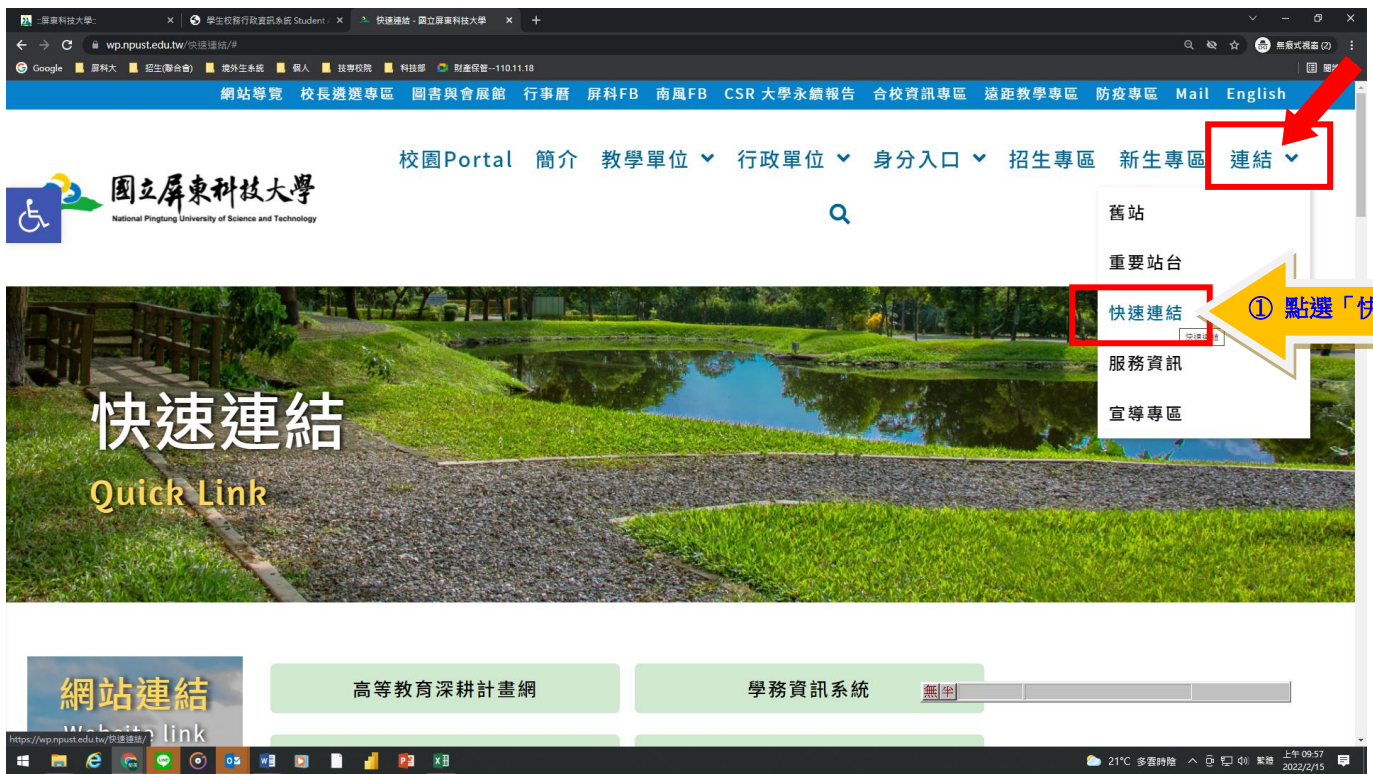 ::屏東科技大學::
學生校務行政資訊系統 Student /
快速連結 - 國立屏東科技大學
wp.npust.edu.tw/快速連結/#
無痕式視窗 (2)
Google 屏科大 招生(聯合會) 境外生系統 個人 技專校院 科技部 財產保管--110.11.18
網站導覽 校長遴選專區 圖書與會展館 行事曆 屏科FB 南風FB CSR 大學永續報告 合校資訊專區 遠距教學專區 防疫專區 Mail English
校園Portal 簡介 教學單位 行政單位 身分入口 招生專區 新生專區 連結
國立屏東科技大學
National Pingtung University of Science and Technology
舊站
重要站台
快速連結
① 點選「快
快速連結
服務資訊
宣導專區
快速連結
Quick Link
網站連結
Website link
高等教育深耕計畫網
學務資訊系統
無 半
https://wp.npust.edu.tw/快速連結/
21°C 多雲時陰
繁體
上午 09:57
2022/2/15